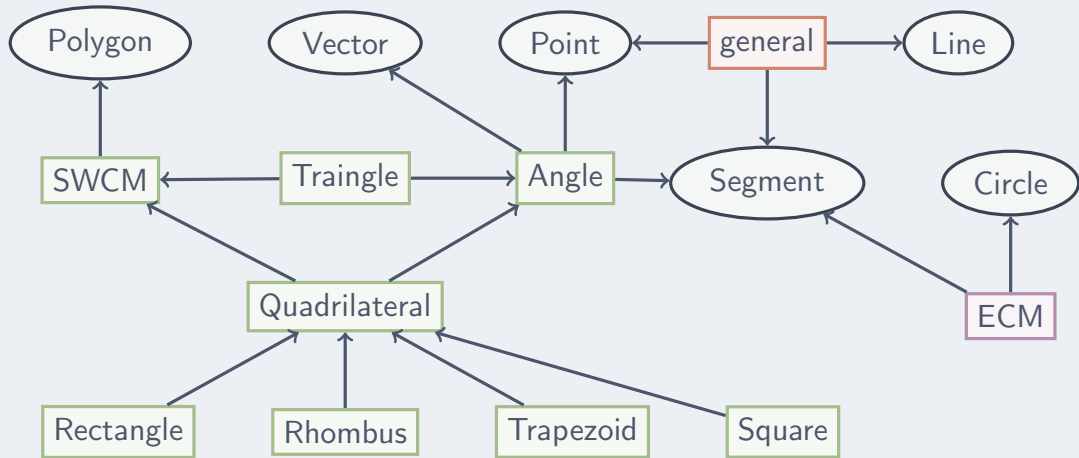 Polygon
Vector
Point
general
Line
SWCM
Traingle
Angle
Segment
Circle
Quadrilateral
ECM
Rectangle
Rhombus
Trapezoid
Square